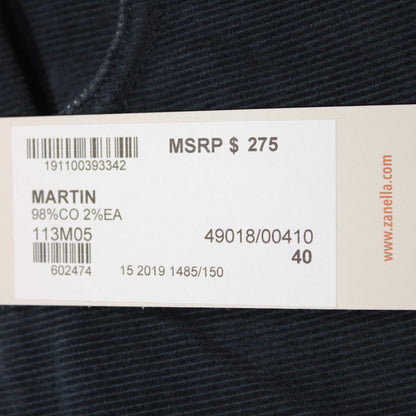 MSRP $ 275
191100393342
MARTIN
98%CO 2%EA
113M05
49018/00410
40
602474
15 2019 1485/150
www.zanella.com